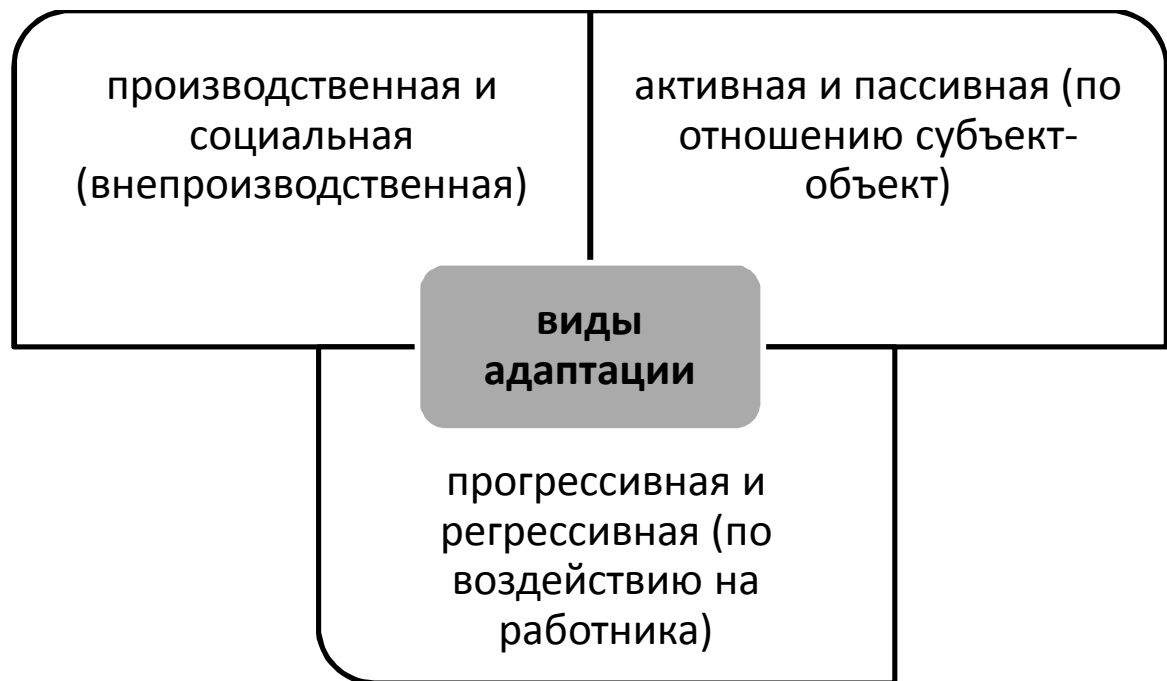 производственная и
социальная
(внепроизводственная)
активная и пассивная (по
отношению субъект-
объект)
виды
адаптации
прогрессивная и
регрессивная (по
воздействию на
работника)